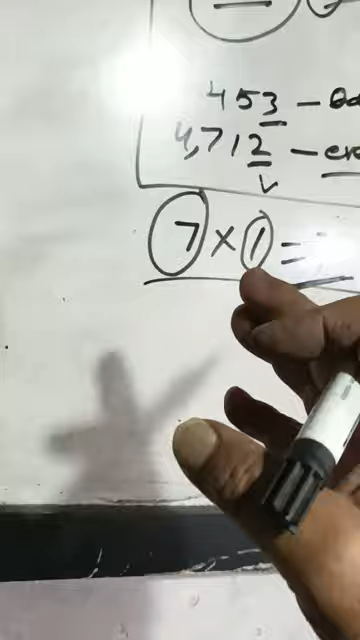 453 –
4,712 –
7 × 1 =